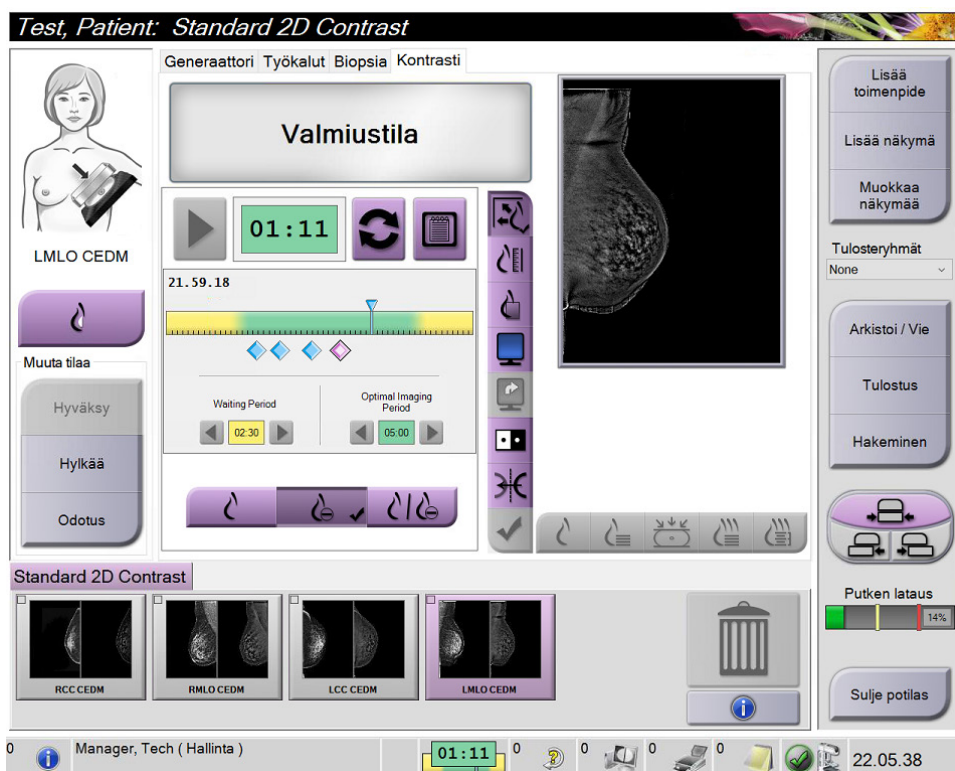 Test, Patient: Standard 2D Contrast
LMLO CEDM
Muuta tilaa
Hyväksy
Hylkää
Odotus
Generaattori Työkalut Biopsia Kontrasti
Valmiustila
01:11
21.59.18
Waiting Period
02:30
Optimal Imaging
Period
05:00
Lisää
toimenpide
Lisää näkymä
Muokkaa
näkymää
Tulosteryhmät
None
Arkistoi / Vie
Tulostus
Hakeminen
Putken lataus
14%
Sulje potilas
Standard 2D Contrast
RCC CEDM
RMLO CEDM
LCC CEDM
LMLO CEDM
0
Manager, Tech ( Hallinta )
01:11
0
0
0
0
22.05.38